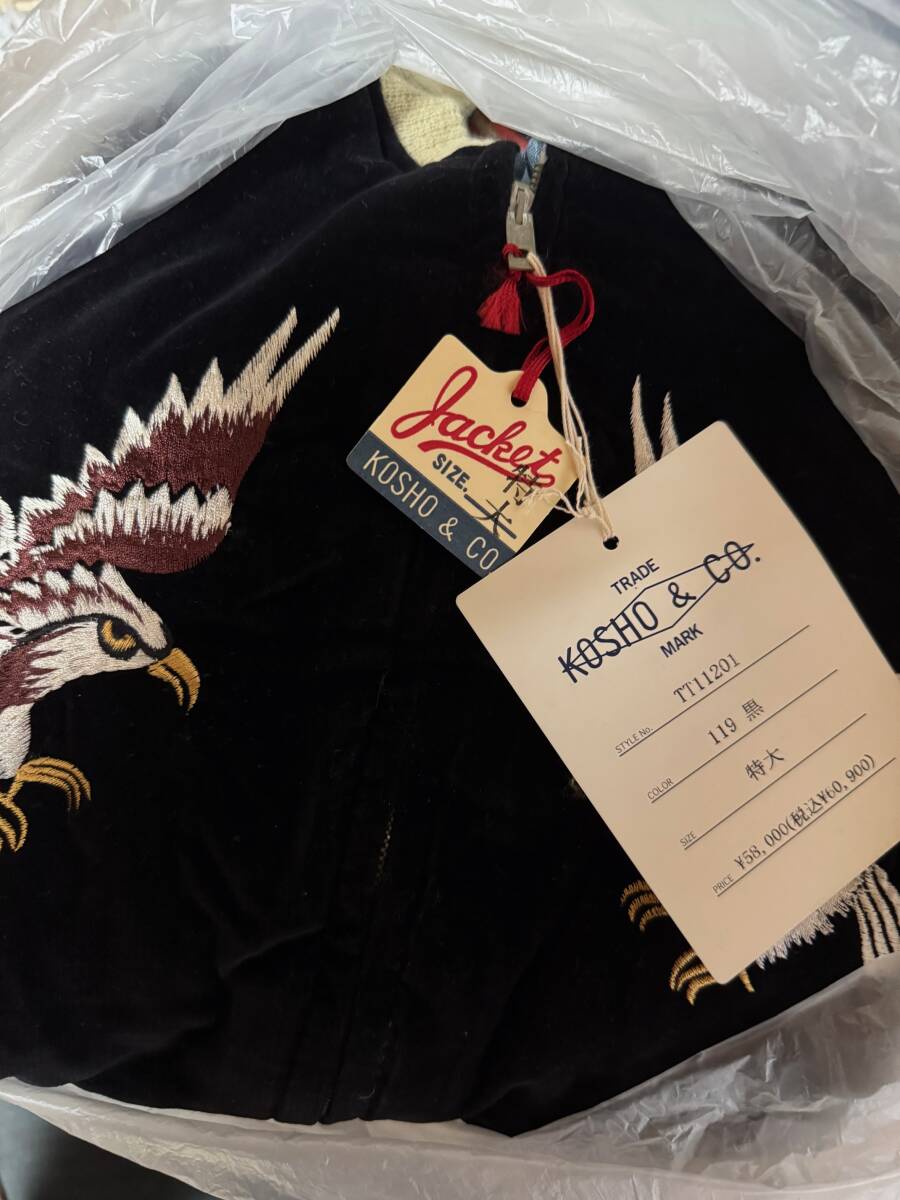 Jacket
SIZE. 特大
KOSHO & CO
TRADE
KOSHO & CO.
MARK
STYLE No. TT11201
COLOR 119 黒
SIZE 特大
PRICE ¥58,000(税込¥60,900)